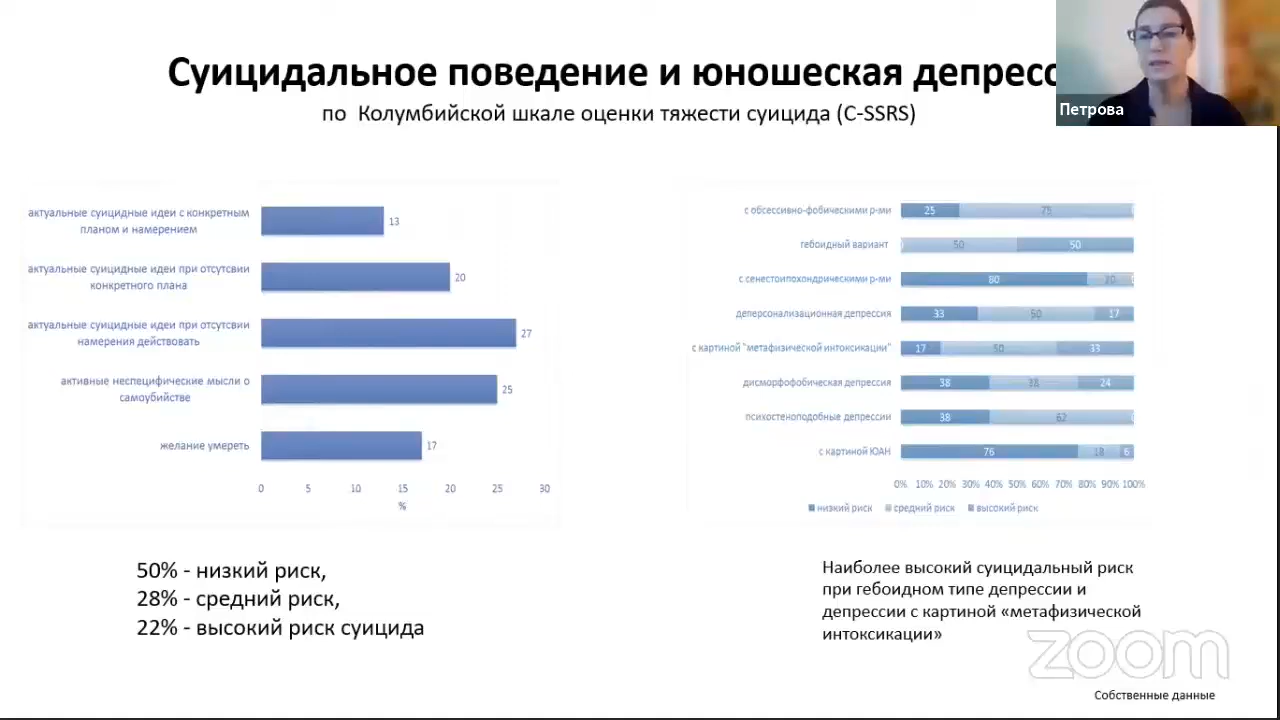 Суицидальное поведение и юношеская депресс
по Колумбийской шкале оценки тяжести суицида (C-SSRS)
Петрова
актуальные суицидные идеи с конкретным
планом и намерением
13
актуальные суицидные идеи при отсутсвии
конкретного плана
20
актуальные суицидные идеи при отсутсвии
намерения действовать
27
активные неспецифические мысли о
самоубийстве
25
желание умереть
17
0 5 10 15 20 25 30
%
50% - низкий риск,
28% - средний риск,
22% - высокий риск суицида
с обсессивно-фобическими р-ми 25 75
гебоидный вариант 50 50
с сенестоипохондрическими р-ми 80 20
деперсонализационная депрессия 33 50 17
с картиной "метафизической интоксикации" 17 50 33
дисморфофобическая депрессия 38 38 24
психостеноподобные депрессии 38 62
с картиной ЮАН 76 18 6
0% 10% 20% 30% 40% 50% 60% 70% 80% 90% 100%
низкий риск средний риск высокий риск
Наиболее высокий суицидальный риск
при гебоидном типе депрессии и
депрессии с картиной «метафизической
интоксикации»
zoom
Собственные данные